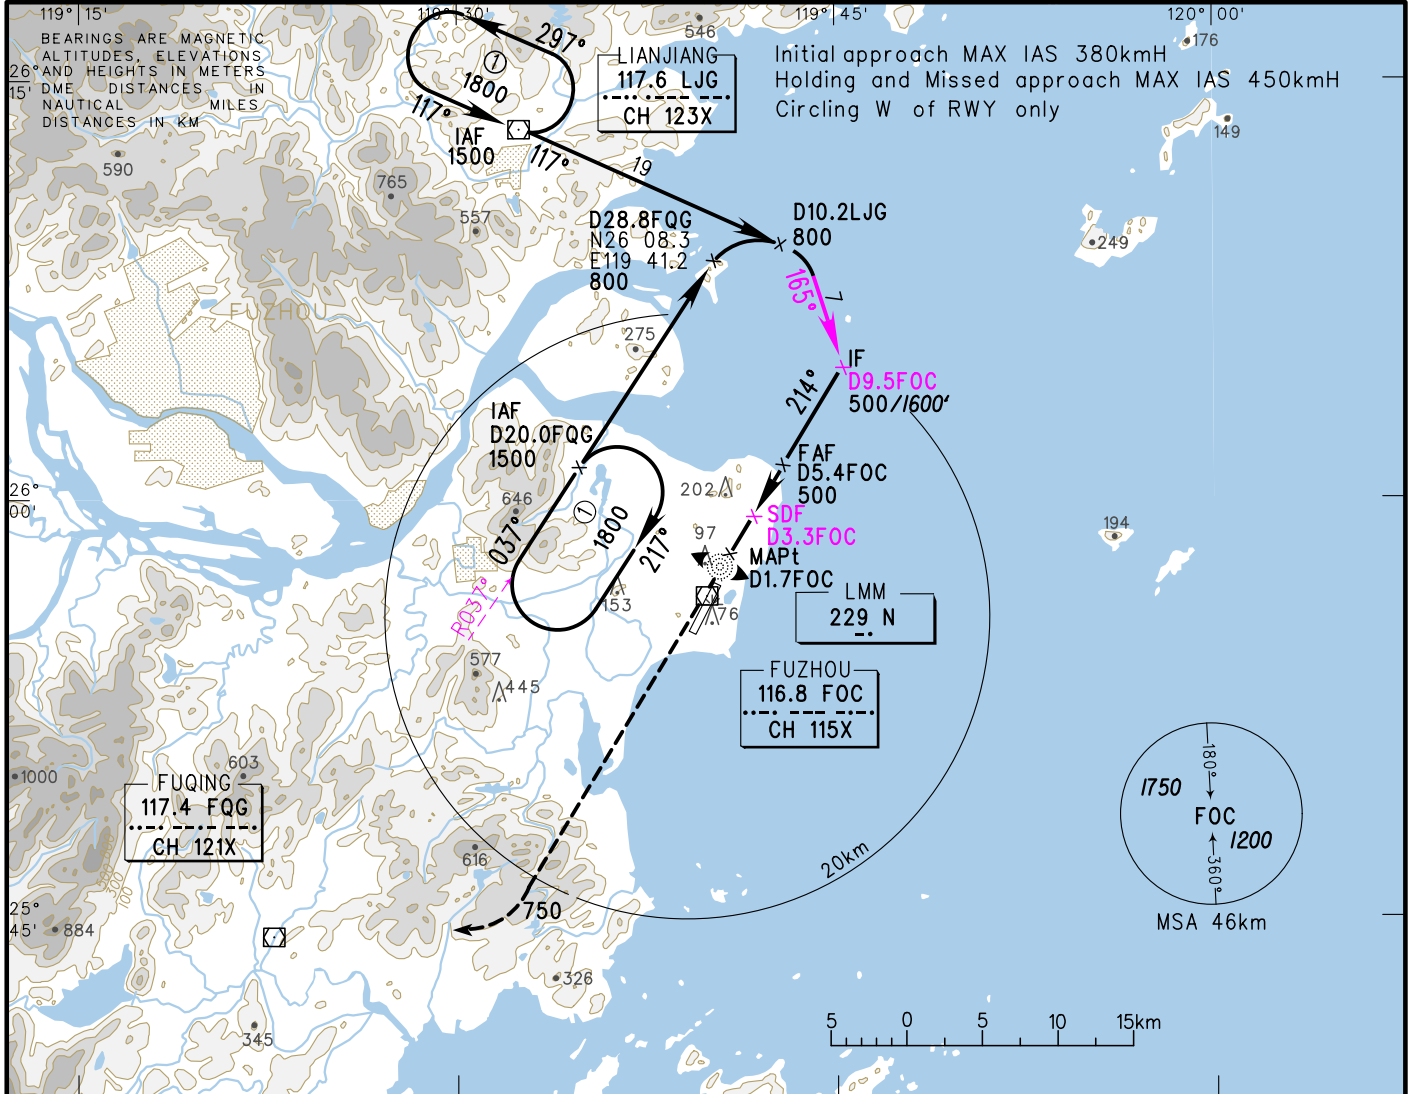 119° 15'
119° 30'
119° 45'
120° 00'
BEARINGS ARE MAGNETIC
ALTITUDES, ELEVATIONS
AND HEIGHTS IN METERS
DME DISTANCES IN
NAUTICAL MILES
DISTANCES IN KM
26°
15'
297°
1
1800
117°
IAF
1500
117°
19
LIANJIANG
117.6 LJG
CH 123X
546
Initial approach MAX IAS 380kmH
Holding and Missed approach MAX IAS 450kmH
Circling W of RWY only
176
149
590
765
557
249
D28.8FQG
N26 08.3
E119 41.2
800
D10.2LJG
800
165°
7
FUZHOU
275
IF
D9.5FOC
500/1600'
214°
IAF
D20.0FQG
1500
FAF
D5.4FOC
500
26°
00'
646
1
1800
037°
217°
202
SDF
D3.3FOC
97
194
MAPt
D1.7FOC
R037°
153
76
LMM
229 N
577
445
FUZHOU
116.8 FOC
CH 115X
1000
603
FUQING
117.4 FQG
CH 121X
616
20km
180°
1750
FOC
1200
360°
MSA 46km
750
25°
45'
884
326
345
5 0 5 10 15km